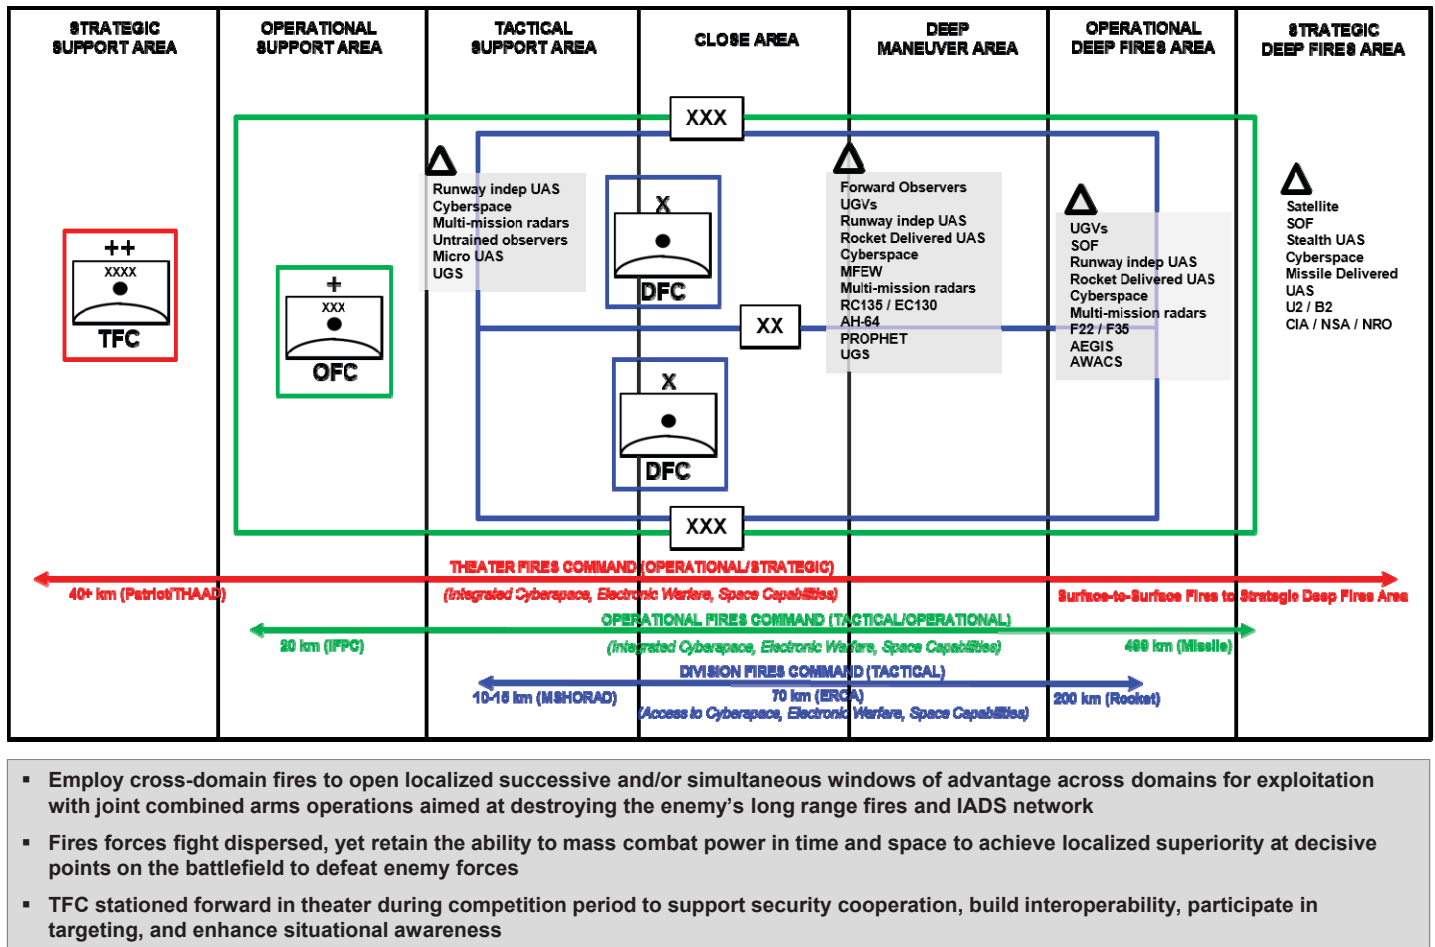 STRATEGIC
SUPPORT AREA
OPERATIONAL
SUPPORT AREA
TACTICAL
SUPPORT AREA
CLOSE AREA
DEEP
MANEUVER AREA
OPERATIONAL
DEEP FIRES AREA
STRATEGIC
DEEP FIRES AREA
XXX
Runway indep UAS
Cyberspace
Multi-mission radars
Untrained observers
Micro UAS
UGS
X
DFC
Forward Observers
UGVs
Runway indep UAS
Rocket Delivered UAS
Cyberspace
MFEW
Multi-mission radars
RC135 / EC130
AH-64
PROPHET
UGS
UGVs
SOF
Runway indep UAS
Rocket Delivered UAS
Cyberspace
Multi-mission radars
F22 / F35
AEGIS
AWACS
Satellite
SOF
Stealth UAS
Cyberspace
Missile Delivered
UAS
U2 / B2
CIA / NSA / NRO
++
XXXX
TFC
+
XXX
OFC
XX
X
DFC
XXX
THEATER FIRES COMMAND (OPERATIONAL/STRATEGIC)
40+ km (Patriot/THAAD)
(Integrated Cyberapace, Electronic Warfare, Space Capabilities)
Surface-to-Surface Fires to Strategic Deep Fires Area
OPERATIONAL FIRES COMMAND (TACTICAL/OPERATIONAL)
20 km (IFPC)
(Integrated Cyberapace, Electronic Warfare, Space Capabilities)
499 km (Missile)
DIVISION FIRES COMMAND (TACTICAL)
10-15 km (MSHORAD)
70 km (ERCA)
200 km (Rocket)
(Access to Cyberapace, Electronic Warfare, Space Capabilities)
▪ Employ cross-domain fires to open localized successive and/or simultaneous windows of advantage across domains for exploitation
with joint combined arms operations aimed at destroying the enemy's long range fires and IADS network
▪ Fires forces fight dispersed, yet retain the ability to mass combat power in time and space to achieve localized superiority at decisive
points on the battlefield to defeat enemy forces
▪ TFC stationed forward in theater during competition period to support security cooperation, build interoperability, participate in
targeting, and enhance situational awareness